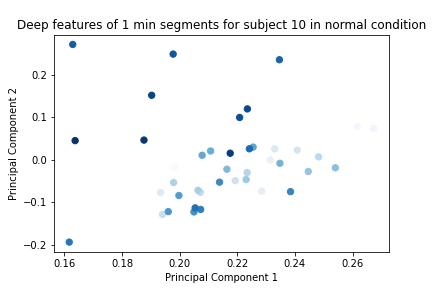 Deep features of 1 min segments for subject 10 in normal condition
Principal Component 2
0.2
0.1
0.0
−0.1
−0.2
0.16 0.18 0.20 0.22 0.24 0.26
Principal Component 1